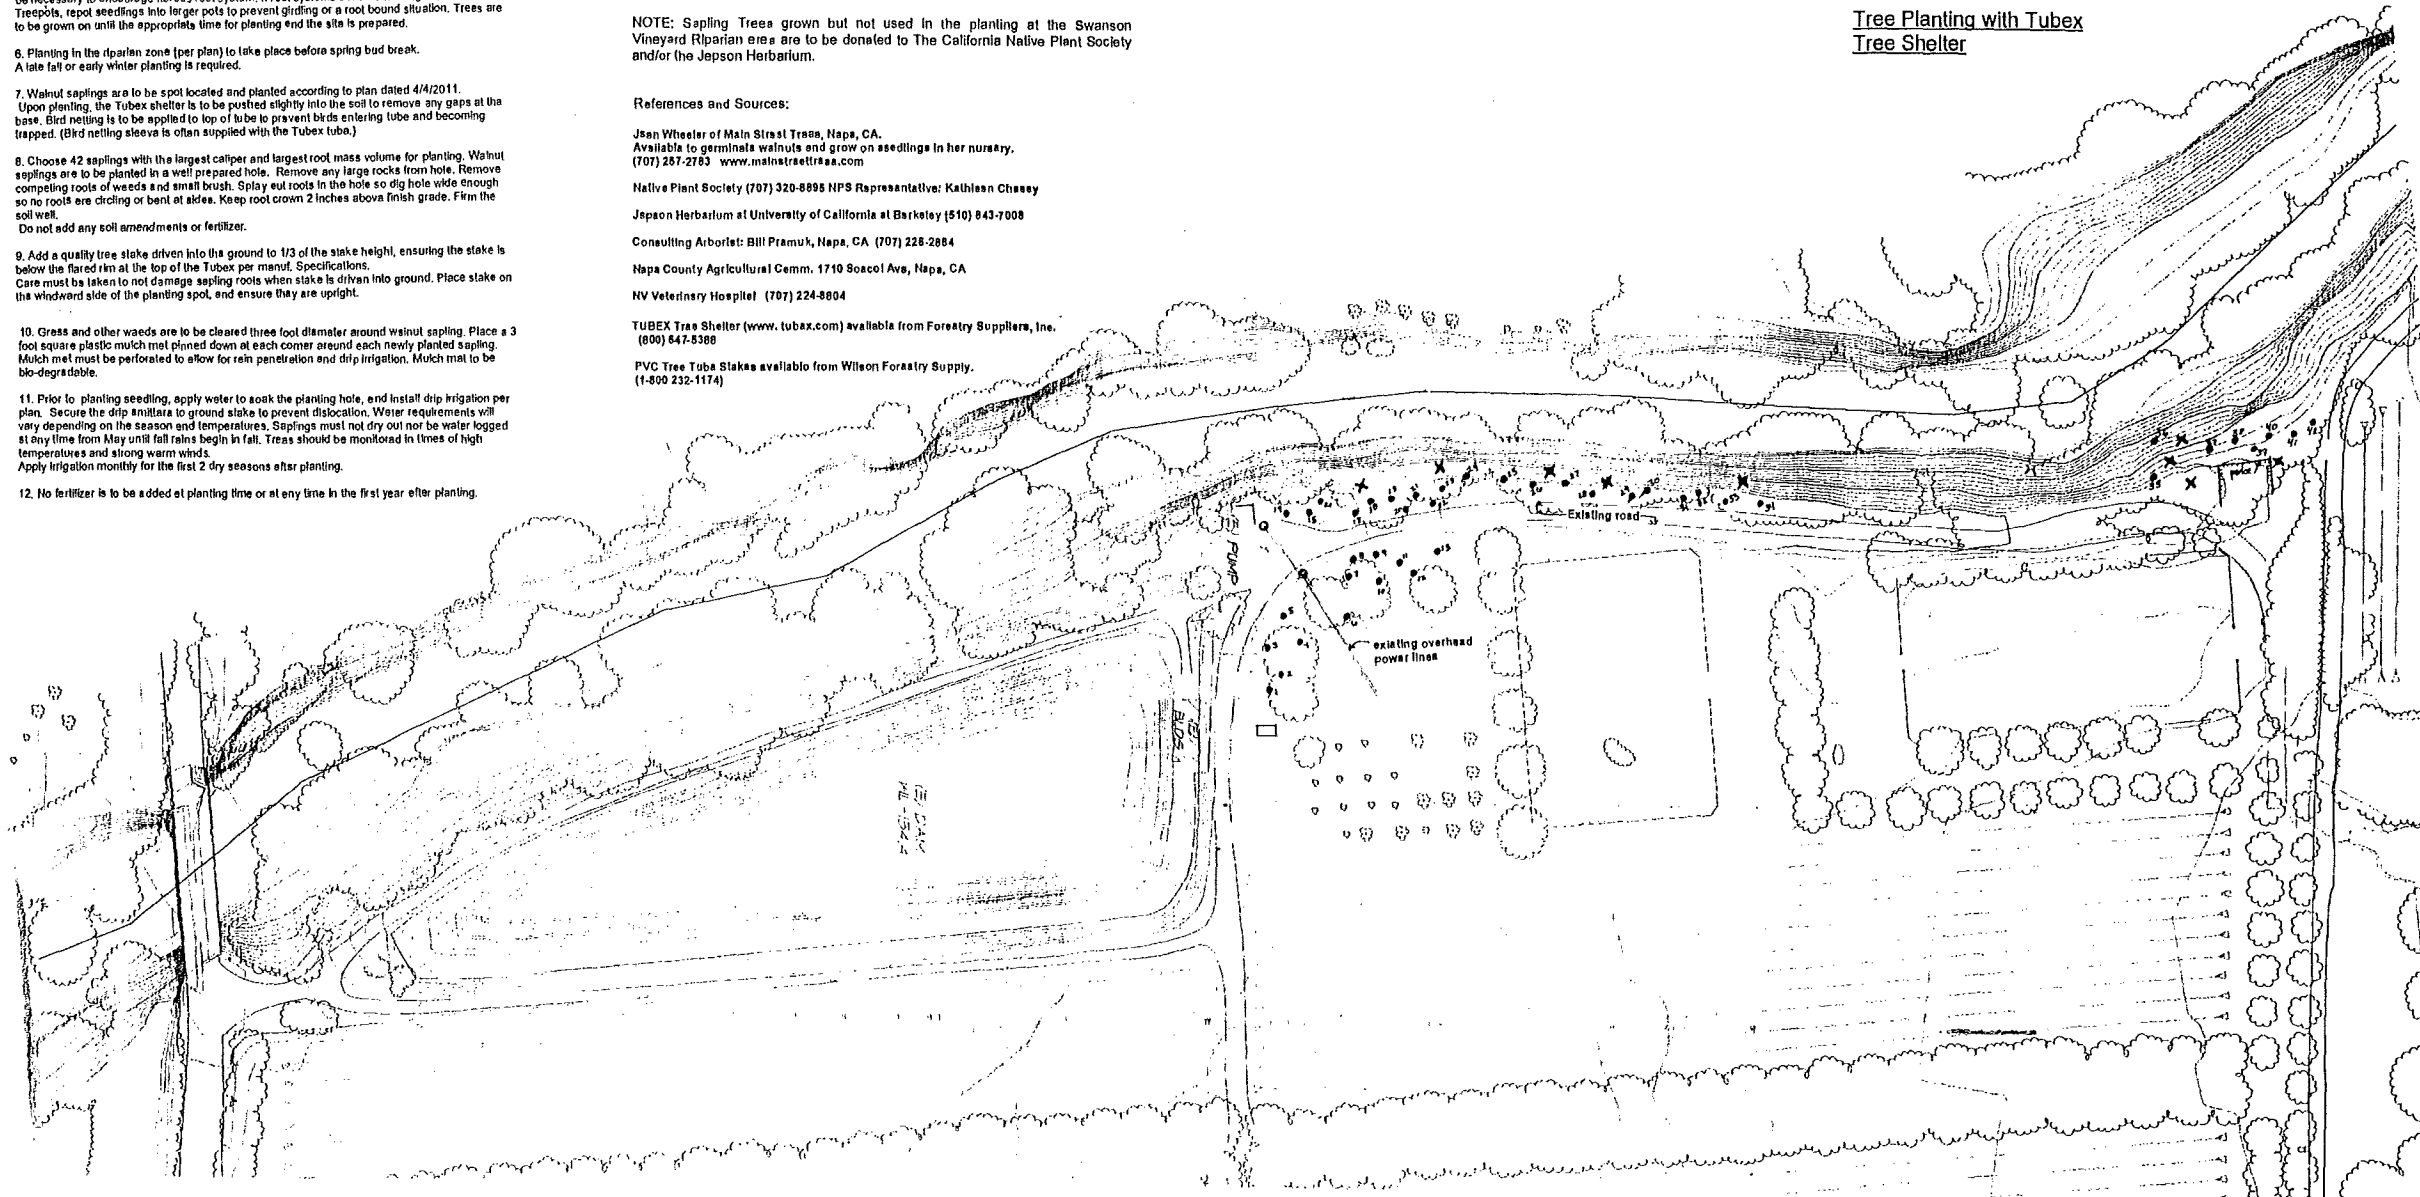 Treepots, repot seedlings into larger pots to prevent girdling or a root bound situation. Trees are
to be grown on until the appropriate time for planting end the site is prepared.
6. Planting in the riparian zone (per plan) to take place before spring bud break.
A late fall or early winter planting is required.
7. Walnut saplings are to be spot located and planted according to plan dated 4/4/2011.
Upon planting, the Tubex shelter is to be pushed slightly into the soil to remove any gaps at the
base. Bird netting is to be applied to top of tube to prevent birds entering tube and becoming
trapped. (Bird netting sleeve is often supplied with the Tubex tube.)
8. Choose 42 saplings with the largest caliper and largest root mass volume for planting. Walnut
saplings are to be planted in a well prepared hole. Remove any large rocks from hole. Remove
competing roots of weeds and small brush. Splay out roots in the hole so dig hole wide enough
so no roots are circling or bent at sides. Keep root crown 2 inches above finish grade. Firm the
soil well.
Do not add any soil amendments or fertilizer.
9. Add a quality tree stake driven into the ground to 1/3 of the stake height, ensuring the stake is
below the flared rim at the top of the Tubex per manuf. Specifications.
Care must be taken to not damage sapling roots when stake is driven into ground. Place stake on
the windward side of the planting spot, and ensure they are upright.
10. Grass and other weeds are to be cleared three foot diameter around walnut sapling. Place a 3
foot square plastic mulch mat pinned down at each corner around each newly planted sapling.
Mulch mat must be perforated to allow for rain penetration and drip irrigation. Mulch mat to be
bio-degradable.
11. Prior to planting seedling, apply water to soak the planting hole, and install drip irrigation per
plan. Secure the drip emitters to ground stake to prevent dislocation. Water requirements will
vary depending on the season and temperatures. Saplings must not dry out nor be water logged
at any time from May until fall rains begin in fall. Trees should be monitored in times of high
temperatures and strong warm winds.
Apply irrigation monthly for the first 2 dry seasons after planting.
12. No fertilizer is to be added at planting time or at any time in the first year after planting.
NOTE: Sapling Trees grown but not used in the planting at the Swanson
Vineyard Riparian area are to be donated to The California Native Plant Society
and/or the Jepson Herbarium.
References and Sources:
Jean Wheeler of Main Street Trees, Napa, CA.
Available to germinate walnuts and grow on seedlings in her nursery.
(707) 257-2783 www.mainstreettrees.com
Native Plant Society (707) 320-8895 NPS Representative: Kathleen Chasey
Jepson Herbarium at University of California at Berkeley (510) 643-7008
Consulting Arborist: Bill Pramuk, Napa, CA (707) 226-2884
Napa County Agricultural Comm. 1710 Soscol Ave, Napa, CA
NV Veterinary Hospital (707) 224-8604
TUBEX Tree Shelter (www. tubex.com) available from Forestry Suppliers, Inc.
(800) 647-5368
PVC Tree Tube Stakes available from Wilson Forestry Supply.
(1-800 232-1174)
Tree Planting with Tubex
Tree Shelter
Existing road
existing overhead
power lines
PUMP